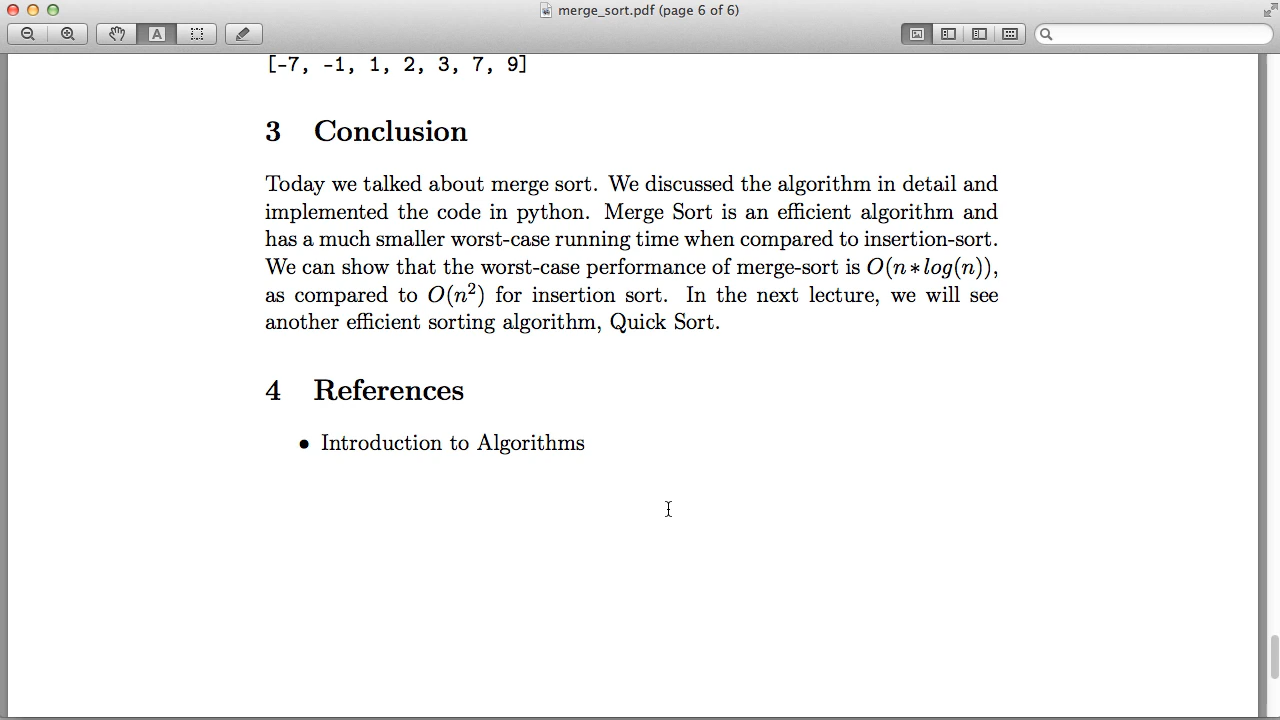 merge_sort.pdf (page 6 of 6)
A
[-7, -1, 1, 2, 3, 7, 9]
3 Conclusion
Today we talked about merge sort. We discussed the algorithm in detail and
implemented the code in python. Merge Sort is an efficient algorithm and
has a much smaller worst-case running time when compared to insertion-sort.
We can show that the worst-case performance of merge-sort is O(n∗log(n)),
as compared to O(n²) for insertion sort. In the next lecture, we will see
another efficient sorting algorithm, Quick Sort.
4 References
• Introduction to Algorithms